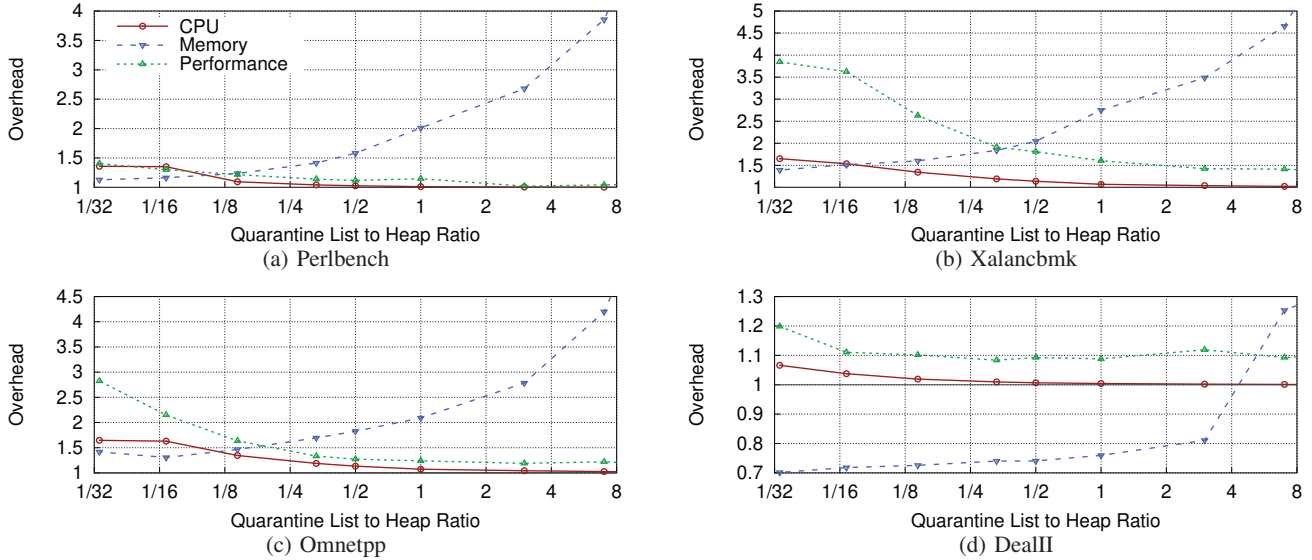 4
3.5
3
2.5
2
1.5
1
Overhead
CPU
Memory
Performance
1/32 1/16 1/8 1/4 1/2 1 2 4 8
Quarantine List to Heap Ratio
(a) Perlbench
5
4.5
4
3.5
3
2.5
2
1.5
1
Overhead
1/32 1/16 1/8 1/4 1/2 1 2 4 8
Quarantine List to Heap Ratio
(b) Xalancbmk
4.5
4
3.5
3
2.5
2
1.5
1
Overhead
1/32 1/16 1/8 1/4 1/2 1 2 4 8
Quarantine List to Heap Ratio
(c) Omnetpp
1.3
1.2
1.1
1
0.9
0.8
0.7
Overhead
1/32 1/16 1/8 1/4 1/2 1 2 4 8
Quarantine List to Heap Ratio
(d) DealII